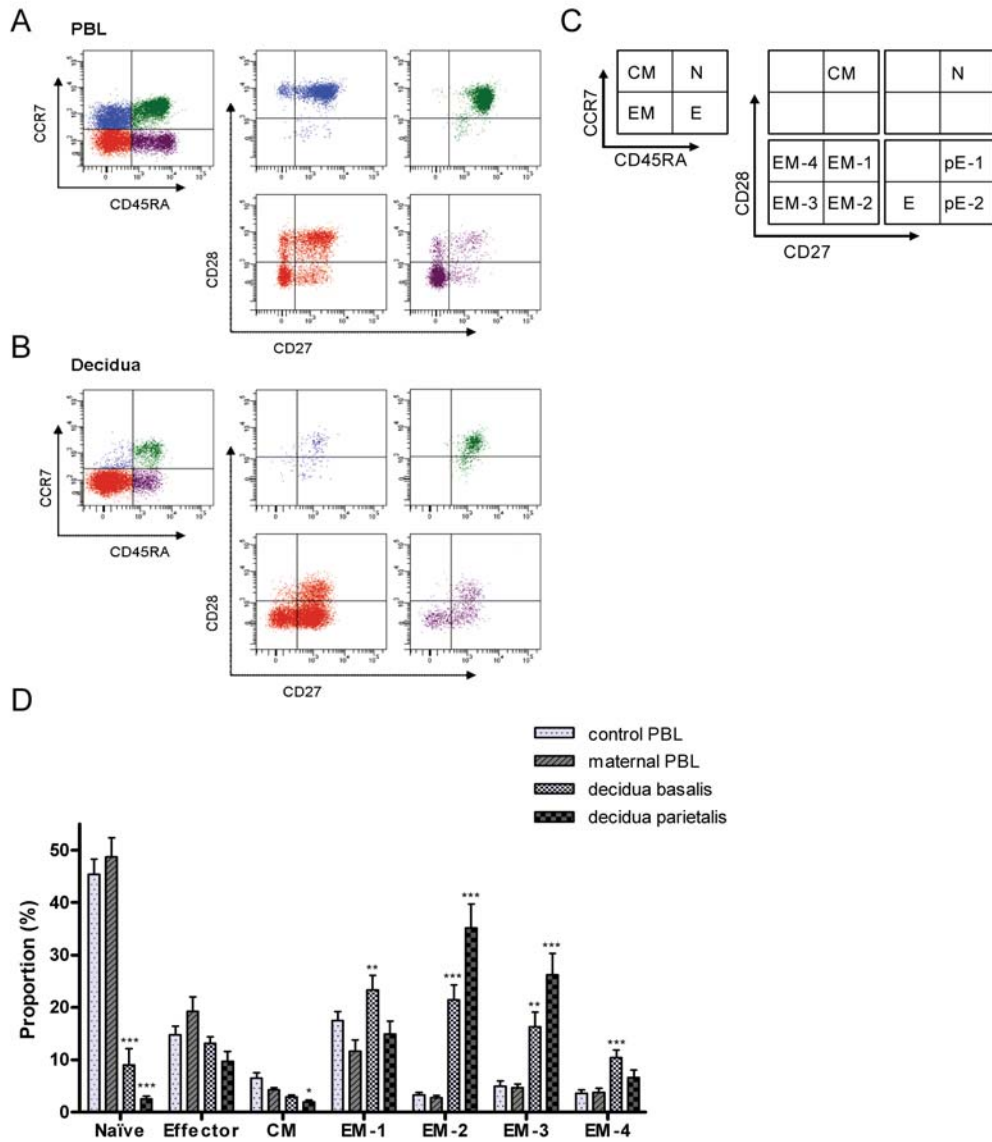 A
PBL
CCR7
CD45RA
CD28
CD27
B
Decidua
CCR7
CD45RA
CD28
CD27
C
CM N
EM E
CCR7
CD45RA
CM N
EM-4 EM-1 pE-1
EM-3 EM-2 E pE-2
CD28
CD27
D
control PBL
maternal PBL
decidua basalis
decidua parietalis
Proportion (%)
50
40
30
20
10
0
*** *** * ** *** *** ** *** ***
Naïve Effector CM EM-1 EM-2 EM-3 EM-4